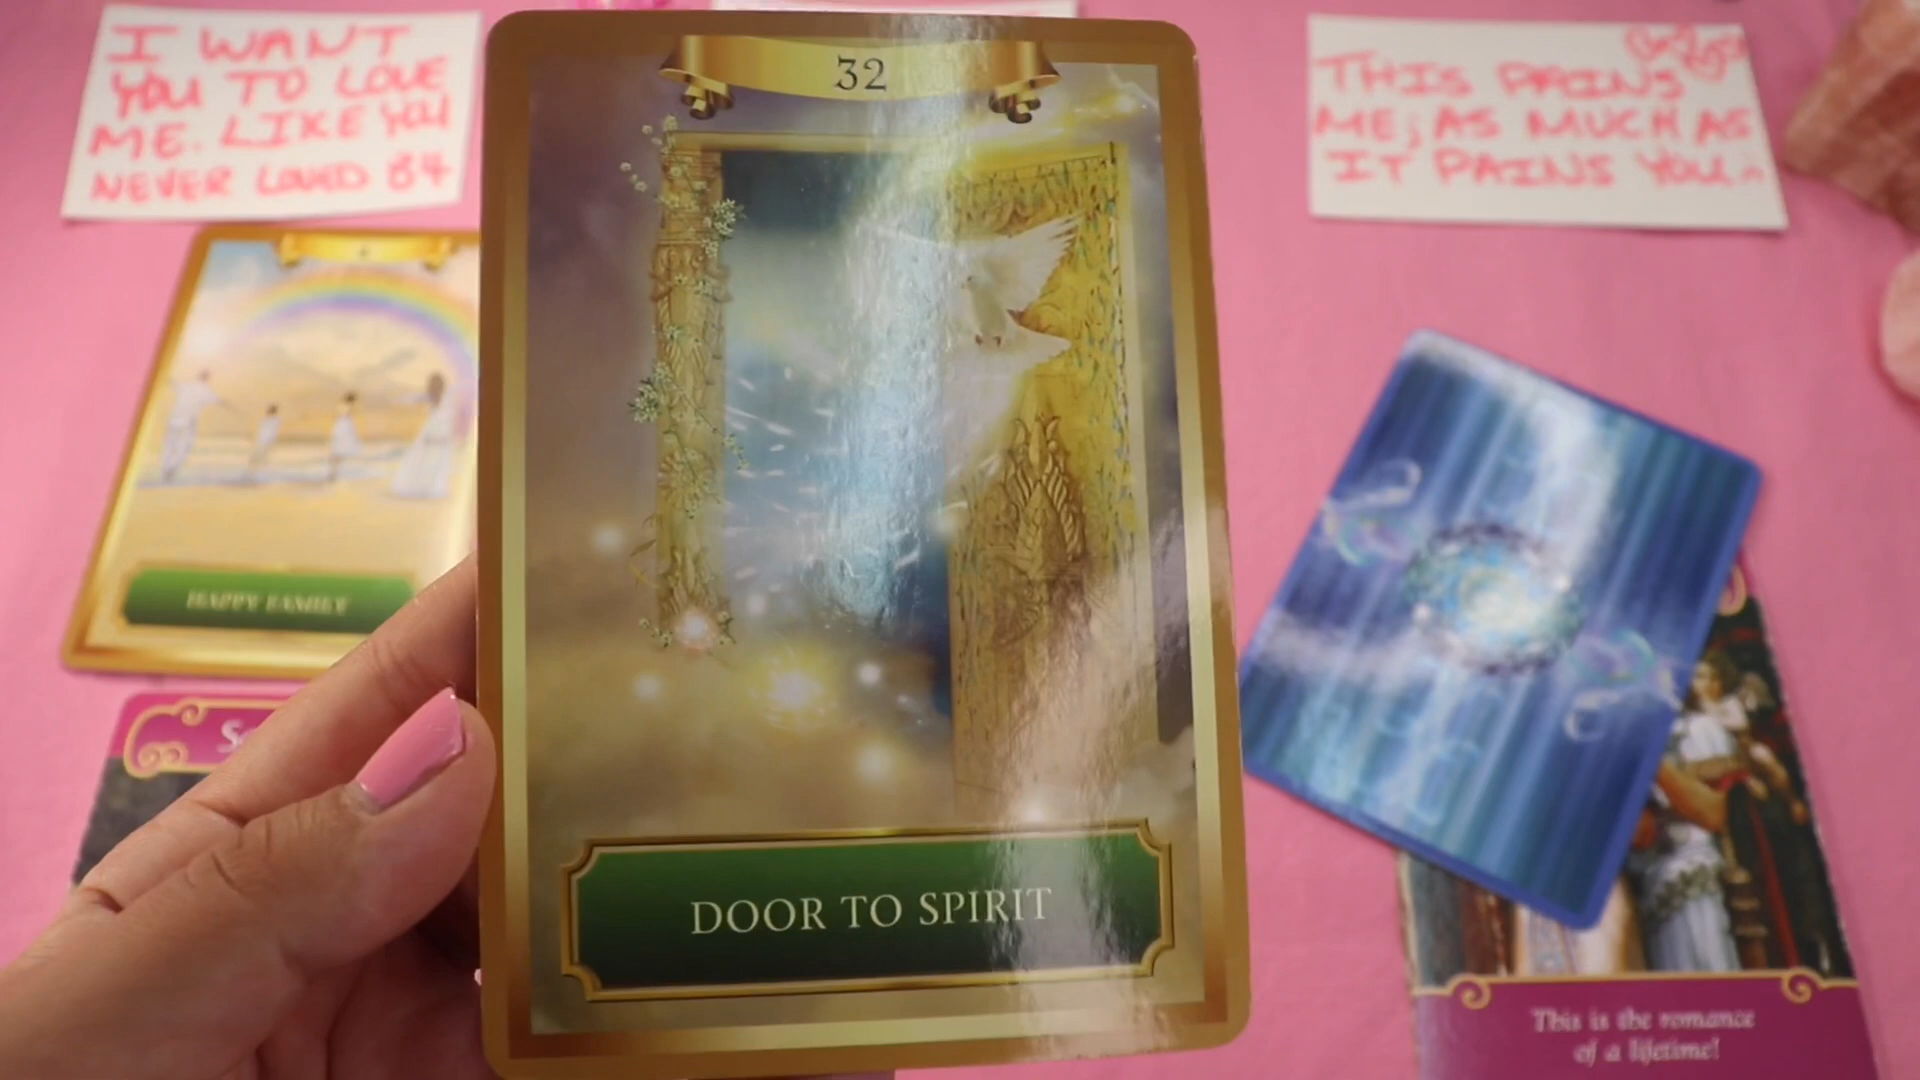 I WANT
YOU TO LOVE
ME. LIKE YOU
NEVER LOVED B4
32
THIS PAINS
ME; AS MUCH AS
IT PAINS YOU
HAPPY FAMILY
DOOR TO SPIRIT
This is the romance
of a lifetime!